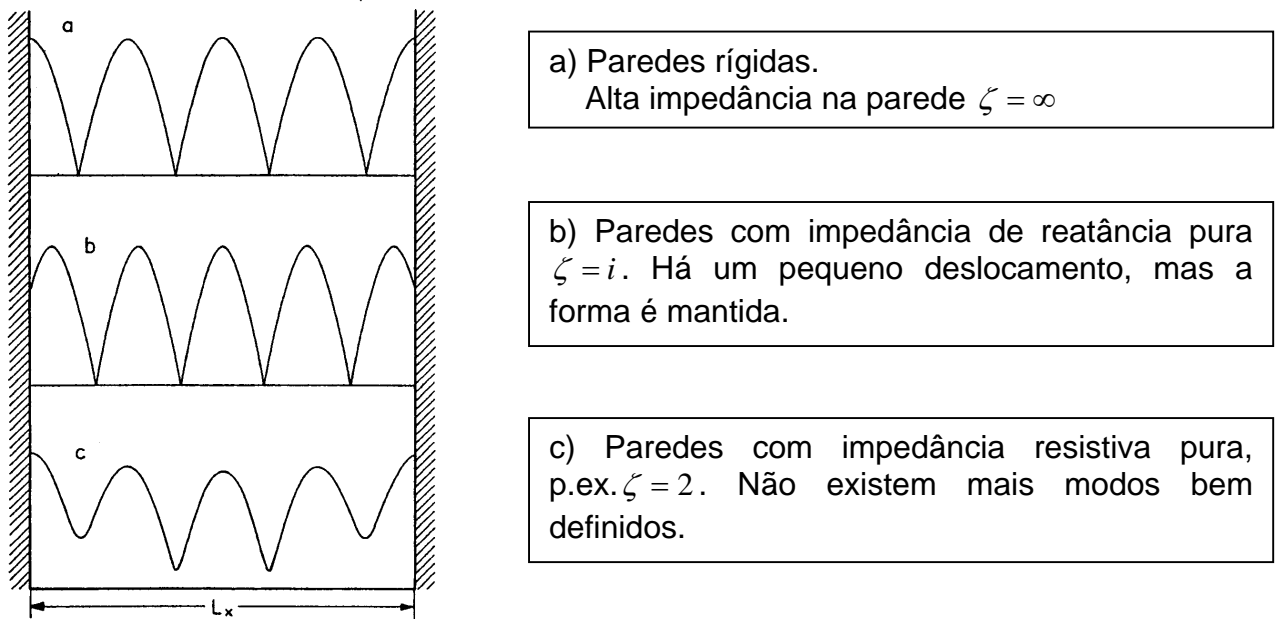 a
a) Paredes rígidas.
Alta impedância na parede ζ = ∞
b
b) Paredes com impedância de reatância pura
ζ = i. Há um pequeno deslocamento, mas a
forma é mantida.
c
c) Paredes com impedância resistiva pura,
p.ex. ζ = 2. Não existem mais modos bem
definidos.
Lx